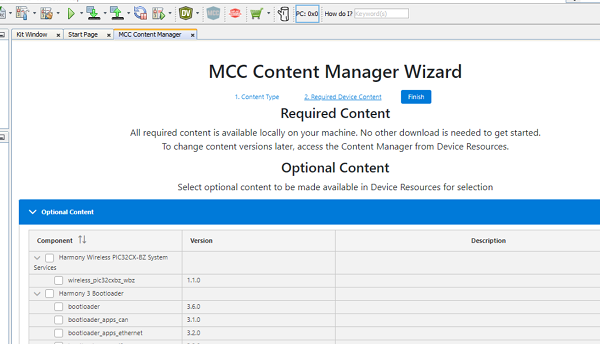 PC: 0x0 How do I? Keyword(s)
Kit Window Start Page MCC Content Manager
MCC Content Manager Wizard
1. Content Type 2. Required Device Content Finish
Required Content
All required content is available locally on your machine. No other download is needed to get started.
To change content versions later, access the Content Manager from Device Resources.
Optional Content
Select optional content to be made available in Device Resources for selection
Optional Content
Component Version Description
Harmony Wireless PIC32CX-BZ System
Services
wireless_pic32cxbz_wbz 1.1.0
Harmony 3 Bootloader
bootloader 3.6.0
bootloader_apps_can 3.1.0
bootloader_apps_ethernet 3.2.0